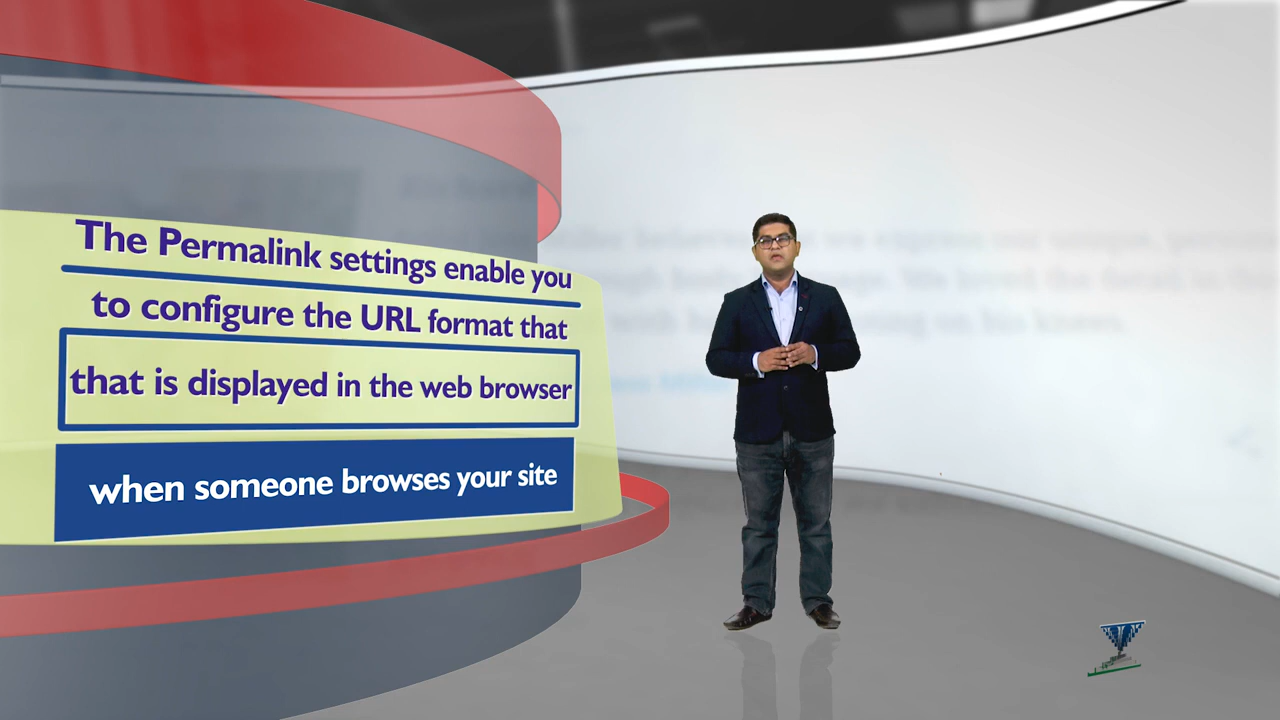 The Permalink settings enable you
to configure the URL format that
that is displayed in the web browser
when someone browses your site